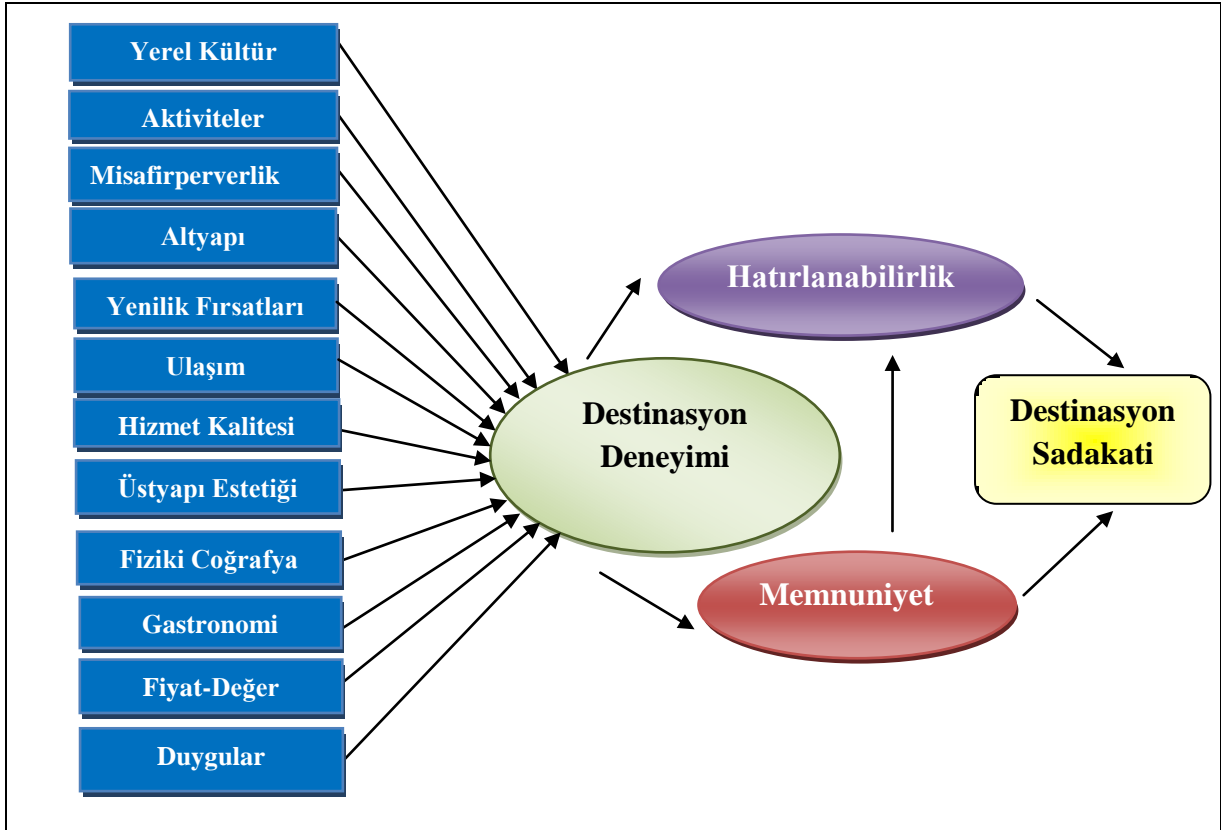 Yerel Kültür
Aktiviteler
Misafirperverlik
Altyapı
Yenilik Fırsatları
Ulaşım
Hizmet Kalitesi
Üstyapı Estetiği
Fiziki Coğrafya
Gastronomi
Fiyat-Değer
Duygular
Destinasyon
Deneyimi
Hatırlanabilirlik
Memnuniyet
Destinasyon
Sadakati